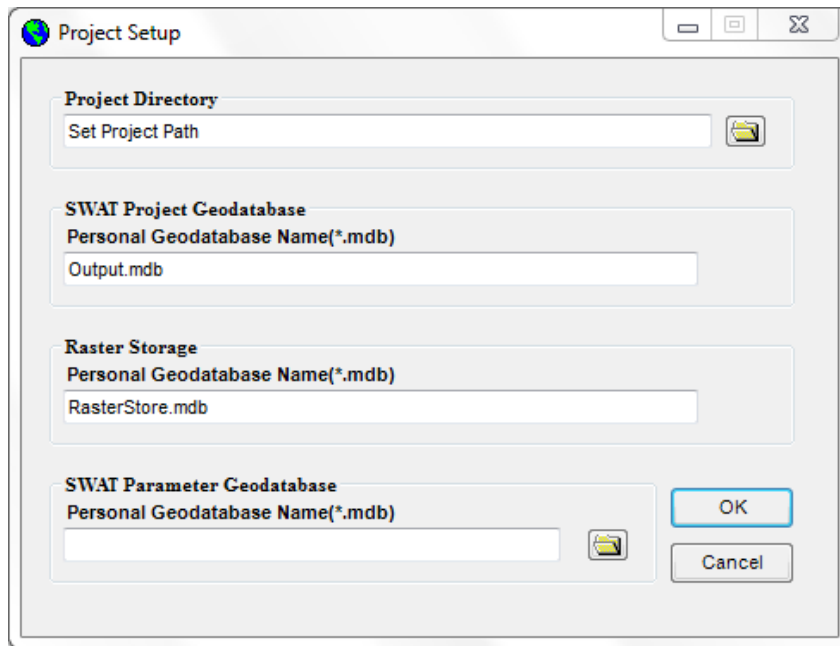 Project Setup
Project Directory
Set Project Path
SWAT Project Geodatabase
Personal Geodatabase Name(*.mdb)
Output.mdb
Raster Storage
Personal Geodatabase Name(*.mdb)
RasterStore.mdb
SWAT Parameter Geodatabase
Personal Geodatabase Name(*.mdb)
OK
Cancel